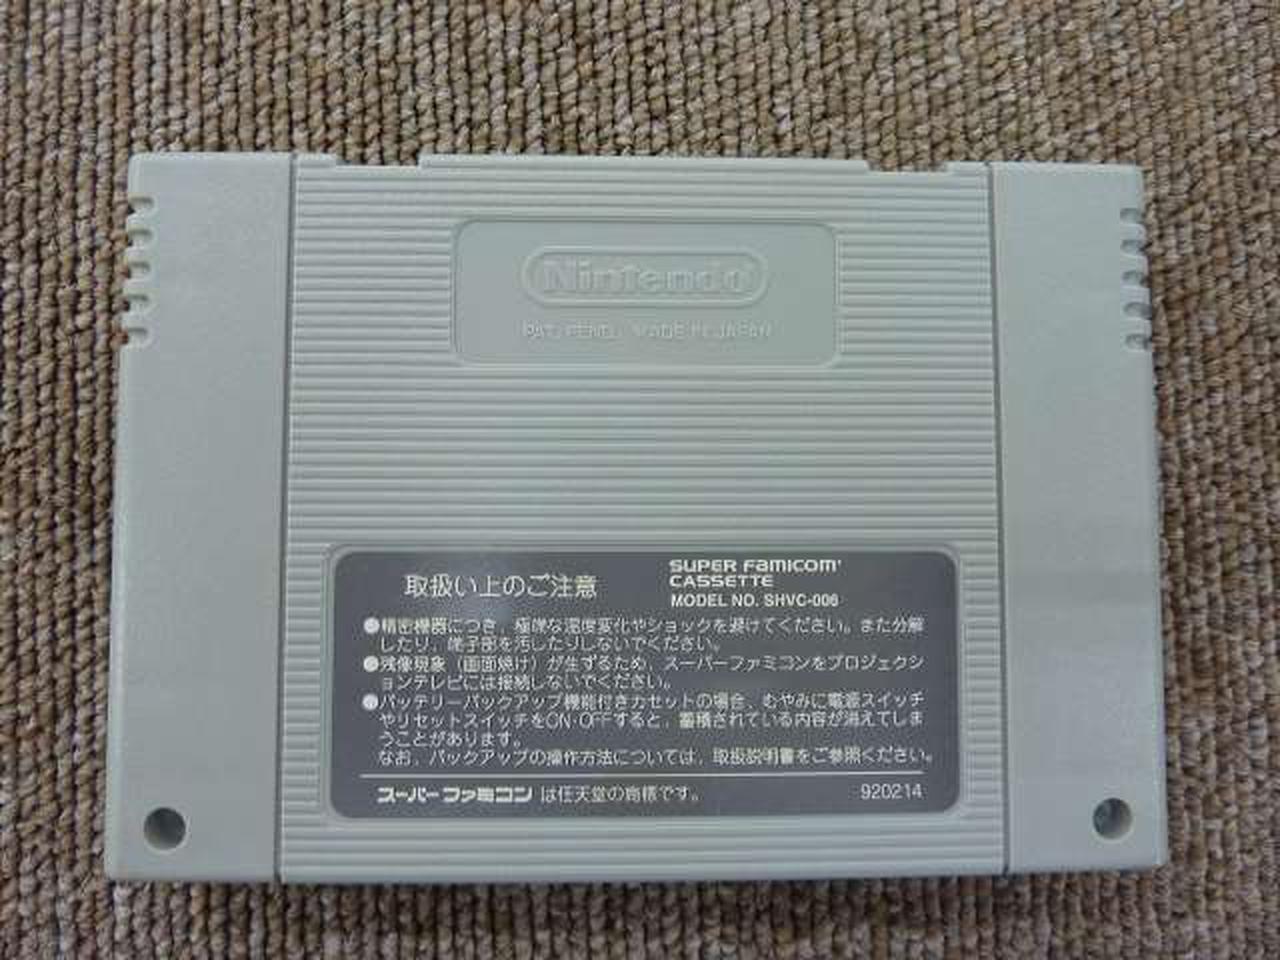 Nintendo
PAT. PEND. MADE IN JAPAN
取扱い上のご注意
SUPER FAMICOM
CASSETTE
MODEL NO. SHVC-006
●精密機器につき、極端な温度変化やショックを避けてください。また分解
したり、端子部を汚したりしないでください。
●残像現象（画面焼け）が生ずるため、スーパーファミコンをプロジェクシ
ョンテレビには接続しないでください。
●バッテリーバックアップ機能付きカセットの場合、むやみに電源スイッチ
やリセットスイッチをON・OFFすると、蓄積されている内容が消えてしま
うことがあります。
なお、バックアップの操作方法については、取扱説明書をご参照ください。
スーパーファミコン は任天堂の商標です。
920214